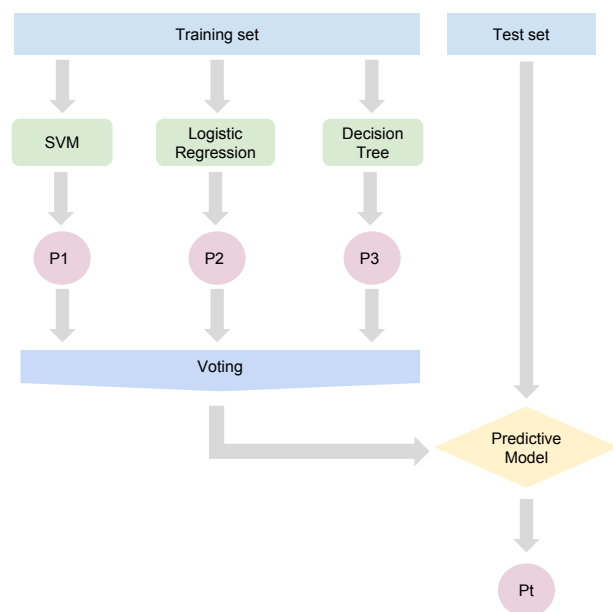 Training set
Test set
SVM
Logistic
Regression
Decision
Tree
P1
P2
P3
Voting
Predictive
Model
Pt